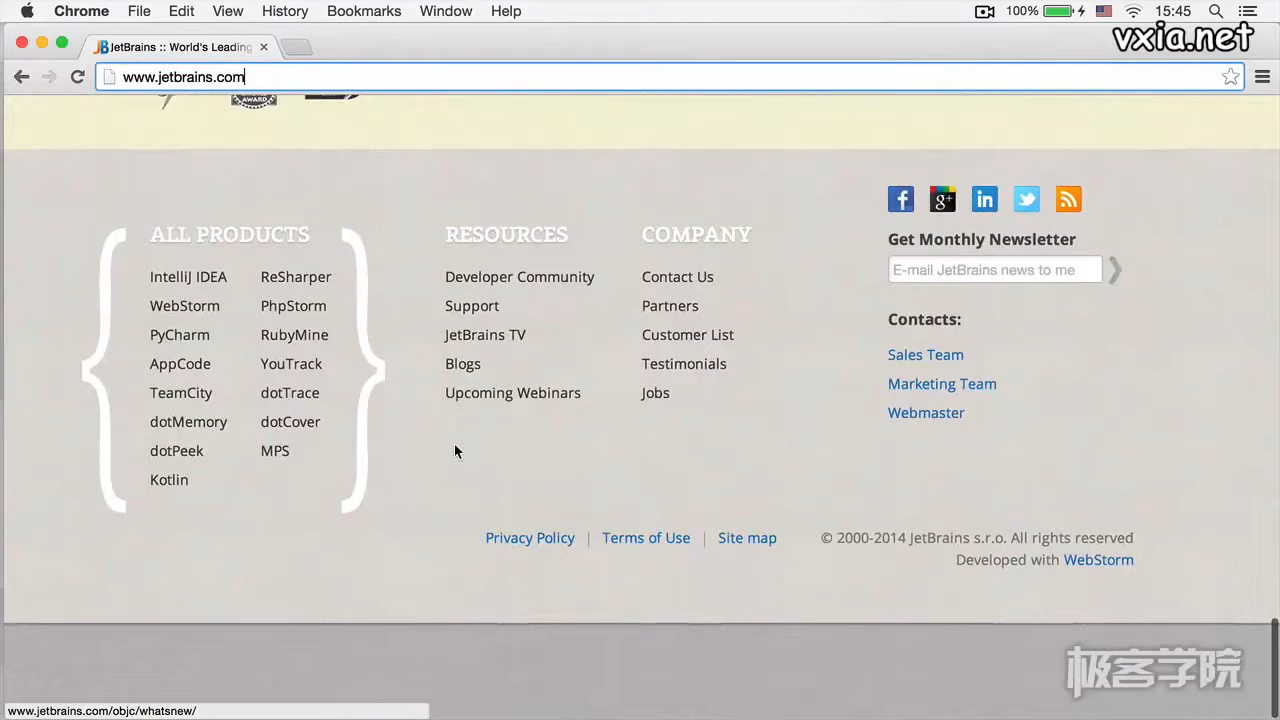 Chrome File Edit View History Bookmarks Window Help 100% 15:45
vxia.net
JetBrains :: World's Leading
www.jetbrains.com
AWARD
ALL PRODUCTS
IntelliJ IDEA ReSharper
WebStorm PhpStorm
PyCharm RubyMine
AppCode YouTrack
TeamCity dotTrace
dotMemory dotCover
dotPeek MPS
Kotlin
RESOURCES
Developer Community
Support
JetBrains TV
Blogs
Upcoming Webinars
COMPANY
Contact Us
Partners
Customer List
Testimonials
Jobs
Get Monthly Newsletter
E-mail JetBrains news to me
Contacts:
Sales Team
Marketing Team
Webmaster
Privacy Policy | Terms of Use | Site map
© 2000-2014 JetBrains s.r.o. All rights reserved
Developed with WebStorm
极客学院
www.jetbrains.com/objc/whatsnew/